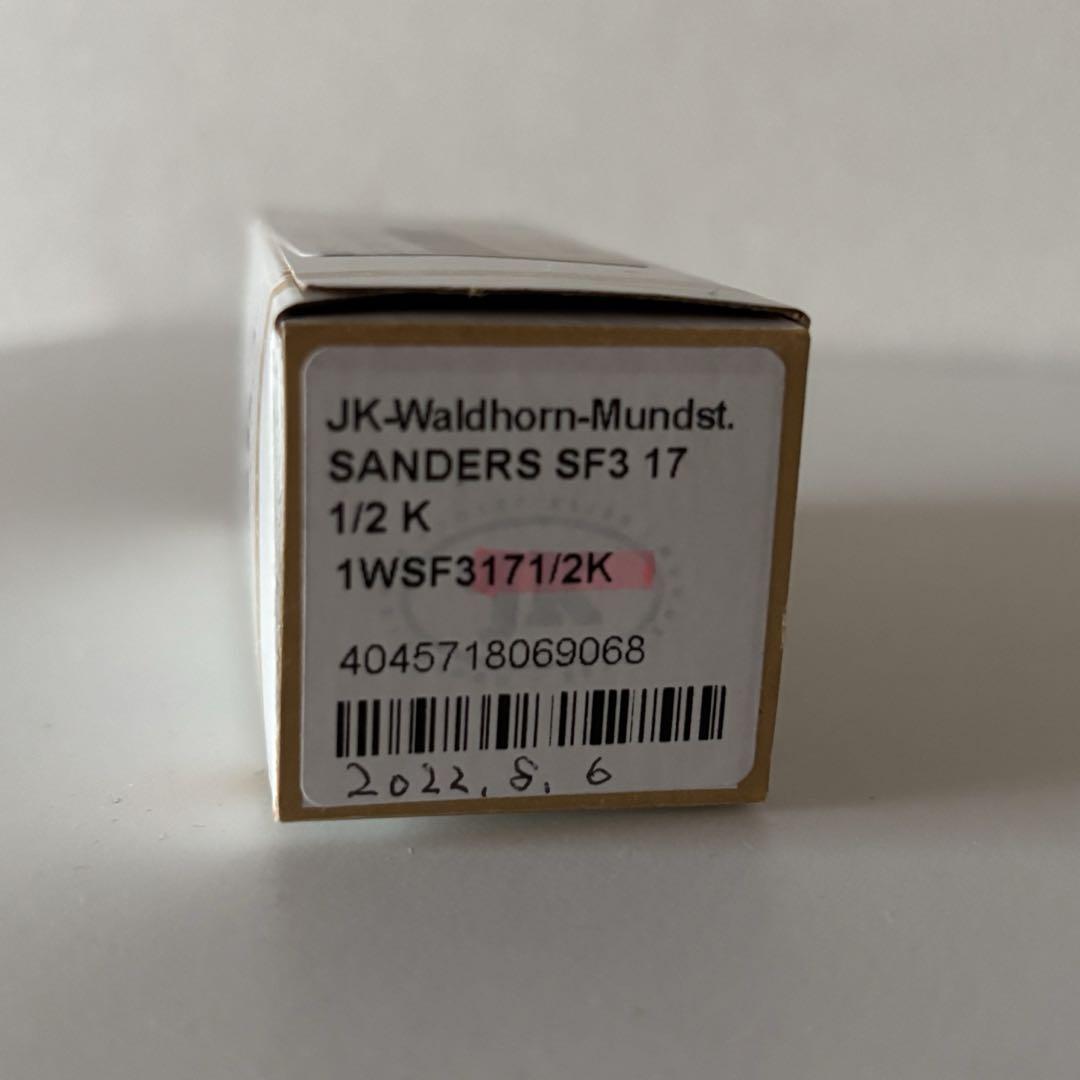 JK-Waldhorn-Mundst.
SANDERS SF3 17
1/2 K
1WSF3171/2K
4045718069068
2022. 8. 6